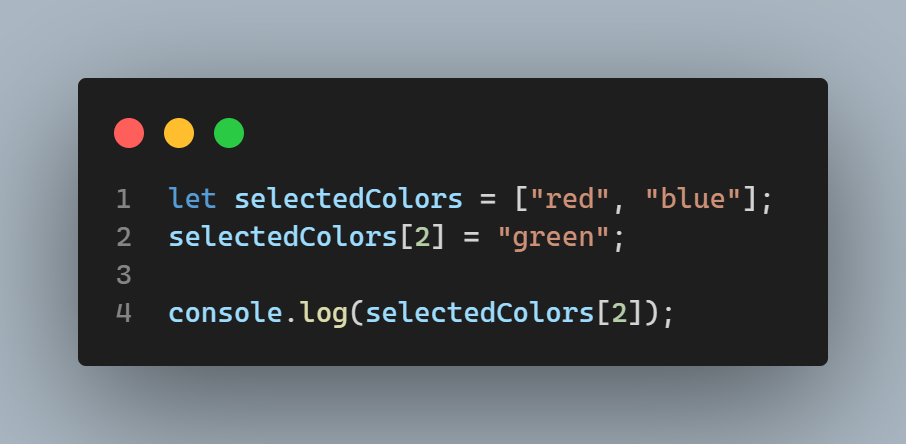 1 let selectedColors = ["red", "blue"];
2 selectedColors[2] = "green";
3
4 console.log(selectedColors[2]);